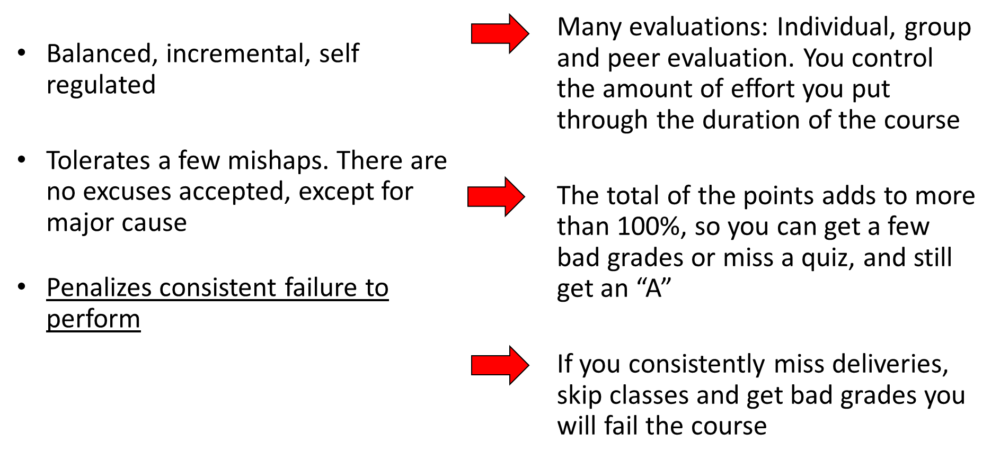 • Balanced, incremental, self
regulated
• Tolerates a few mishaps. There are
no excuses accepted, except for
major cause
• Penalizes consistent failure to
perform
Many evaluations: Individual, group
and peer evaluation. You control
the amount of effort you put
through the duration of the course
The total of the points adds to more
than 100%, so you can get a few
bad grades or miss a quiz, and still
get an “A”
If you consistently miss deliveries,
skip classes and get bad grades you
will fail the course